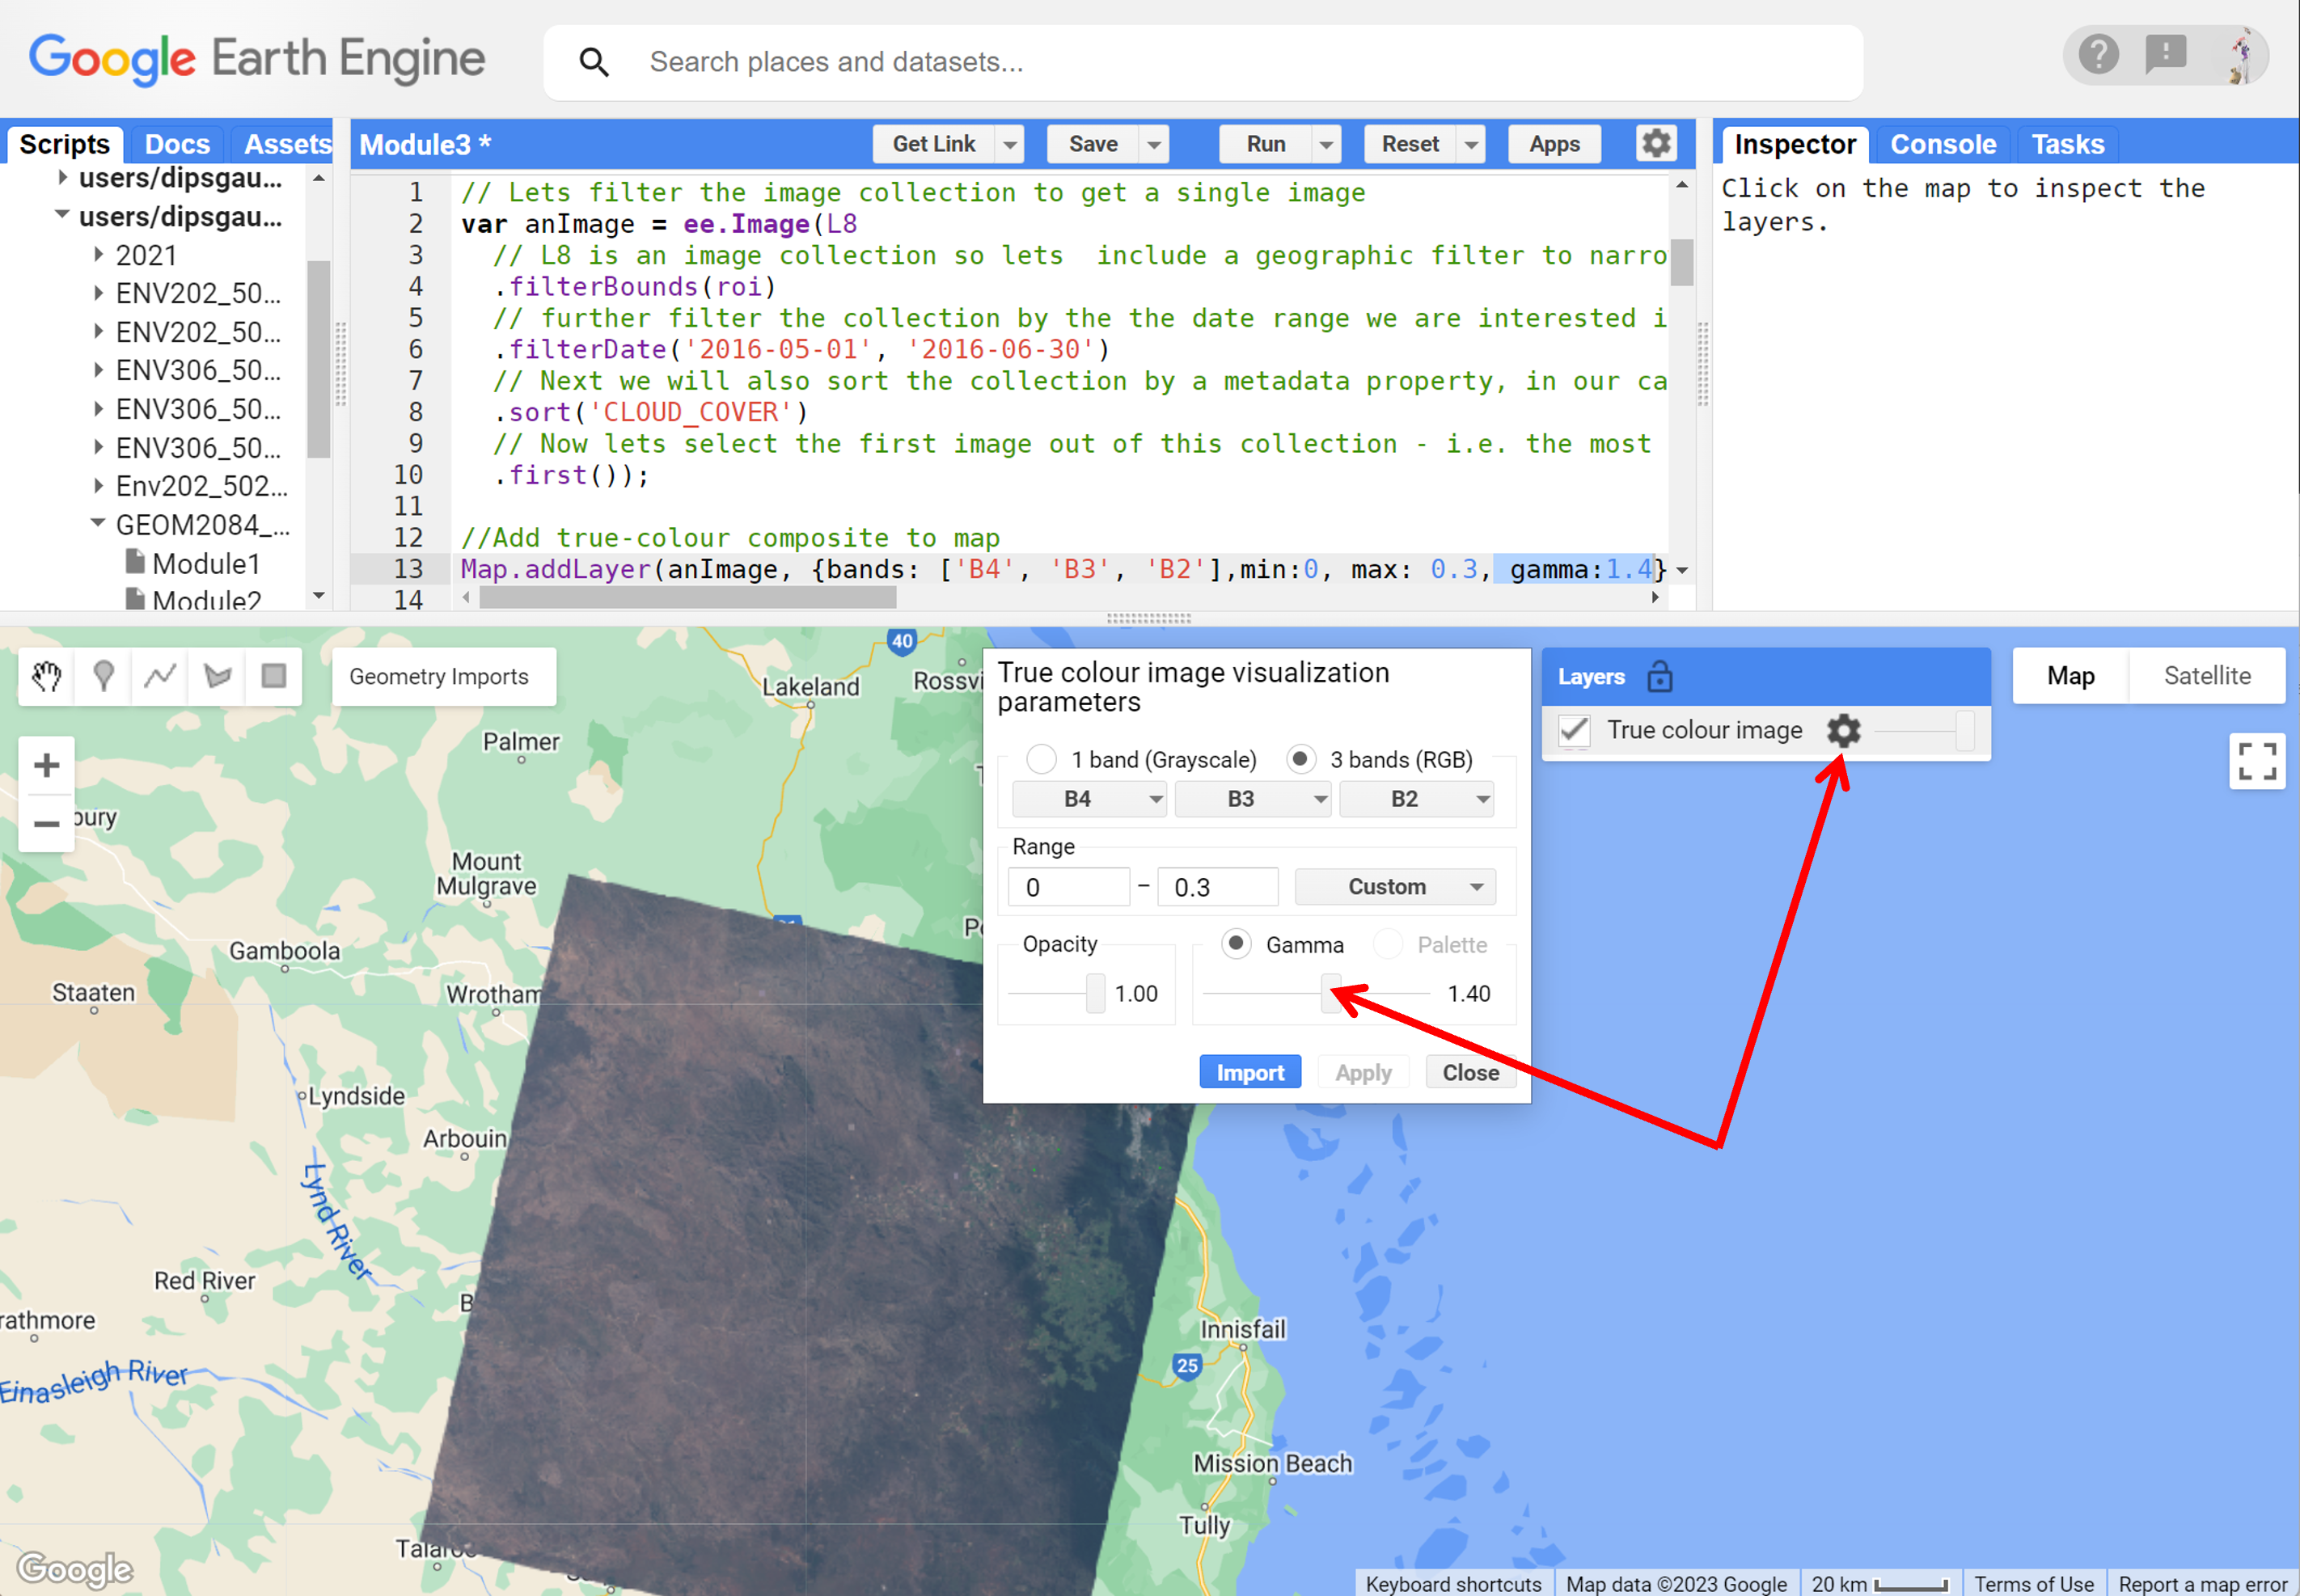 Google Earth Engine
Search places and datasets...
Scripts Docs Assets
Module3 *
Get Link Save Run Reset Apps
Inspector Console Tasks
users/dipsgau...
users/dipsgau...
2021
ENV202_50...
ENV202_50...
ENV306_50...
ENV306_50...
ENV306_50...
Env202_502...
GEOM2084_...
Module1
Module2
1 // Lets filter the image collection to get a single image
2 var anImage = ee.Image(L8
3 // L8 is an image collection so lets  include a geographic filter to narro
4 .filterBounds(roi)
5 // further filter the collection by the the date range we are interested i
6 .filterDate('2016-05-01', '2016-06-30')
7 // Next we will also sort the collection by a metadata property, in our ca
8 .sort('CLOUD_COVER')
9 // Now lets select the first image out of this collection - i.e. the most
10 .first());
11
12 //Add true-colour composite to map
13 Map.addLayer(anImage, {bands: ['B4', 'B3', 'B2'],min:0, max: 0.3, gamma:1.4}
14
Click on the map to inspect the
layers.
Geometry Imports
True colour image visualization
parameters
1 band (Grayscale) 3 bands (RGB)
B4 B3 B2
Range
0 – 0.3 Custom
Opacity Gamma Palette
1.00 1.40
Import Apply Close
Layers
True colour image
Map Satellite
40
Lakeland
Rossvi
Palmer
bury
Mount
Mulgrave
Gamboola
Staaten
Wrotham
Lyndside
Arbouin
Lynd River
Red River
rathmore
B
Einasleigh River
Innisfail
25
Mission Beach
Tully
Google
Keyboard shortcuts Map data ©2023 Google 20 km Terms of Use Report a map error